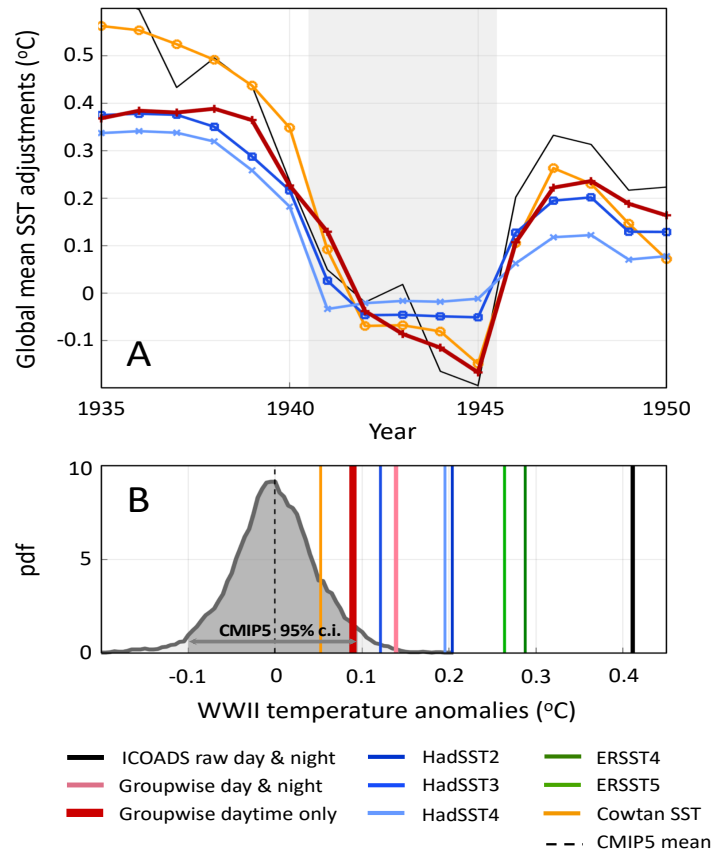 Global mean SST adjustments (°C)
0.5
0.4
0.3
0.2
0.1
0
-0.1
A
1935
1940
1945
1950
Year
pdf
10
5
0
B
CMIP5 95% c.i.
-0.1
0
0.1
0.2
0.3
0.4
WWII temperature anomalies (°C)
ICOADS raw day & night
HadSST2
ERSST4
Groupwise day & night
HadSST3
ERSST5
Groupwise daytime only
HadSST4
Cowtan SST
CMIP5 mean